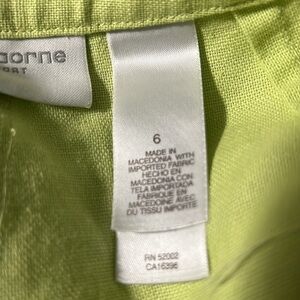 borne
ORT
6
MADE IN
MACEDONIA WITH
IMPORTED FABRIC
HECHO EN
MACEDONIA CON
TELA IMPORTADA
FABRIQUE EN
MACEDOINE AVEC
DU TISSU IMPORTE
RN 52002
CA16396